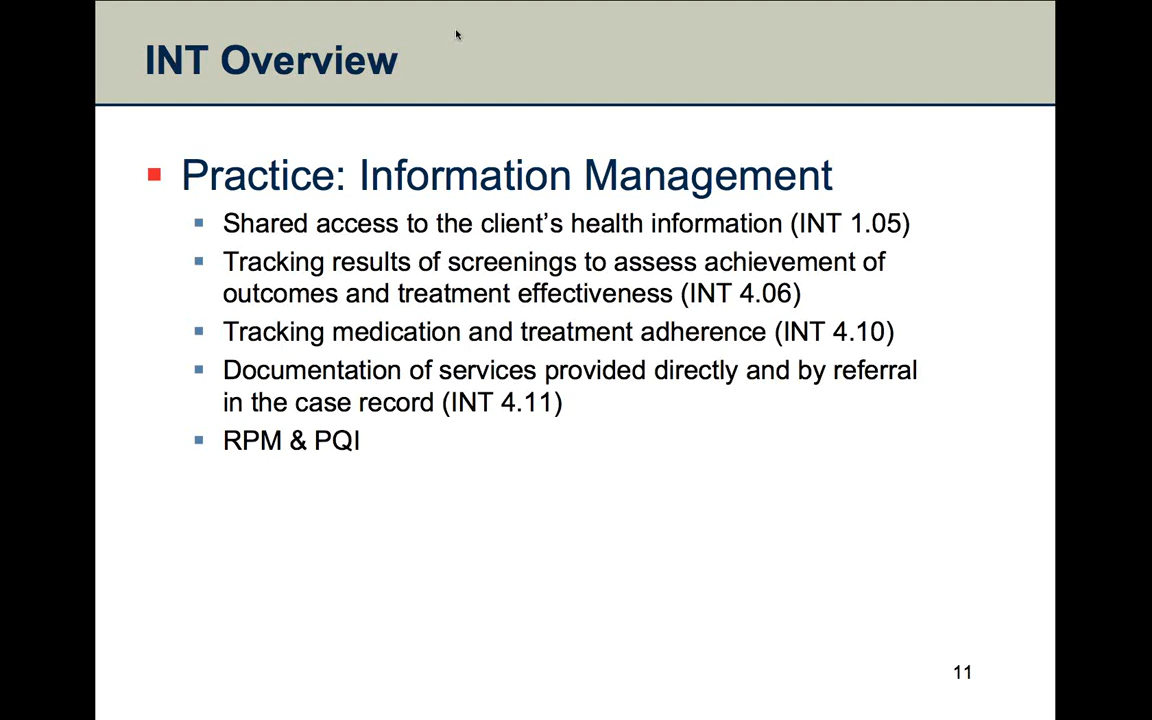 INT Overview
Practice: Information Management
Shared access to the client’s health information (INT 1.05)
Tracking results of screenings to assess achievement of
outcomes and treatment effectiveness (INT 4.06)
Tracking medication and treatment adherence (INT 4.10)
Documentation of services provided directly and by referral
in the case record (INT 4.11)
RPM & PQI
11